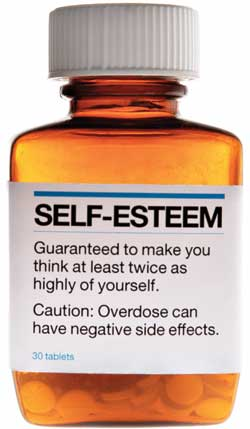 SELF-ESTEEM
Guaranteed to make you
think at least twice as
highly of yourself.
Caution: Overdose can
have negative side effects.
30 tablets